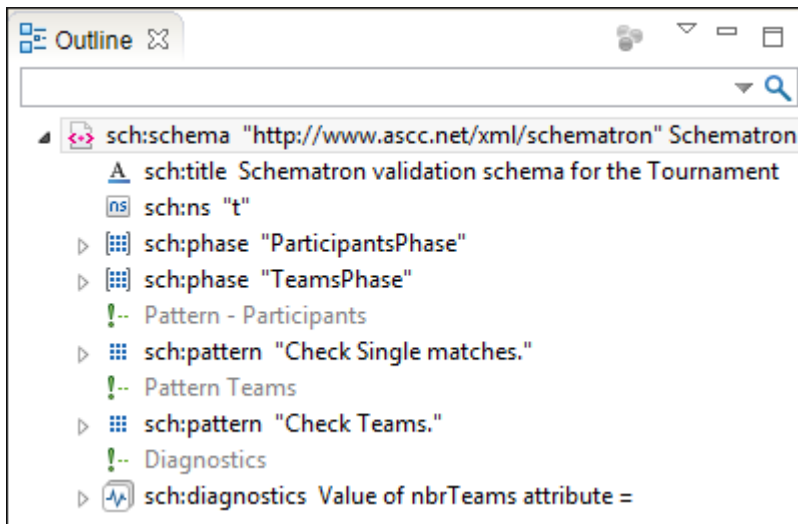 Outline
sch:schema "http://www.ascc.net/xml/schematron" Schematron
A sch:title Schematron validation schema for the Tournament
ns sch:ns "t"
sch:phase "ParticipantsPhase"
sch:phase "TeamsPhase"
!-- Pattern - Participants
sch:pattern "Check Single matches."
!-- Pattern Teams
sch:pattern "Check Teams."
!-- Diagnostics
sch:diagnostics Value of nbrTeams attribute =